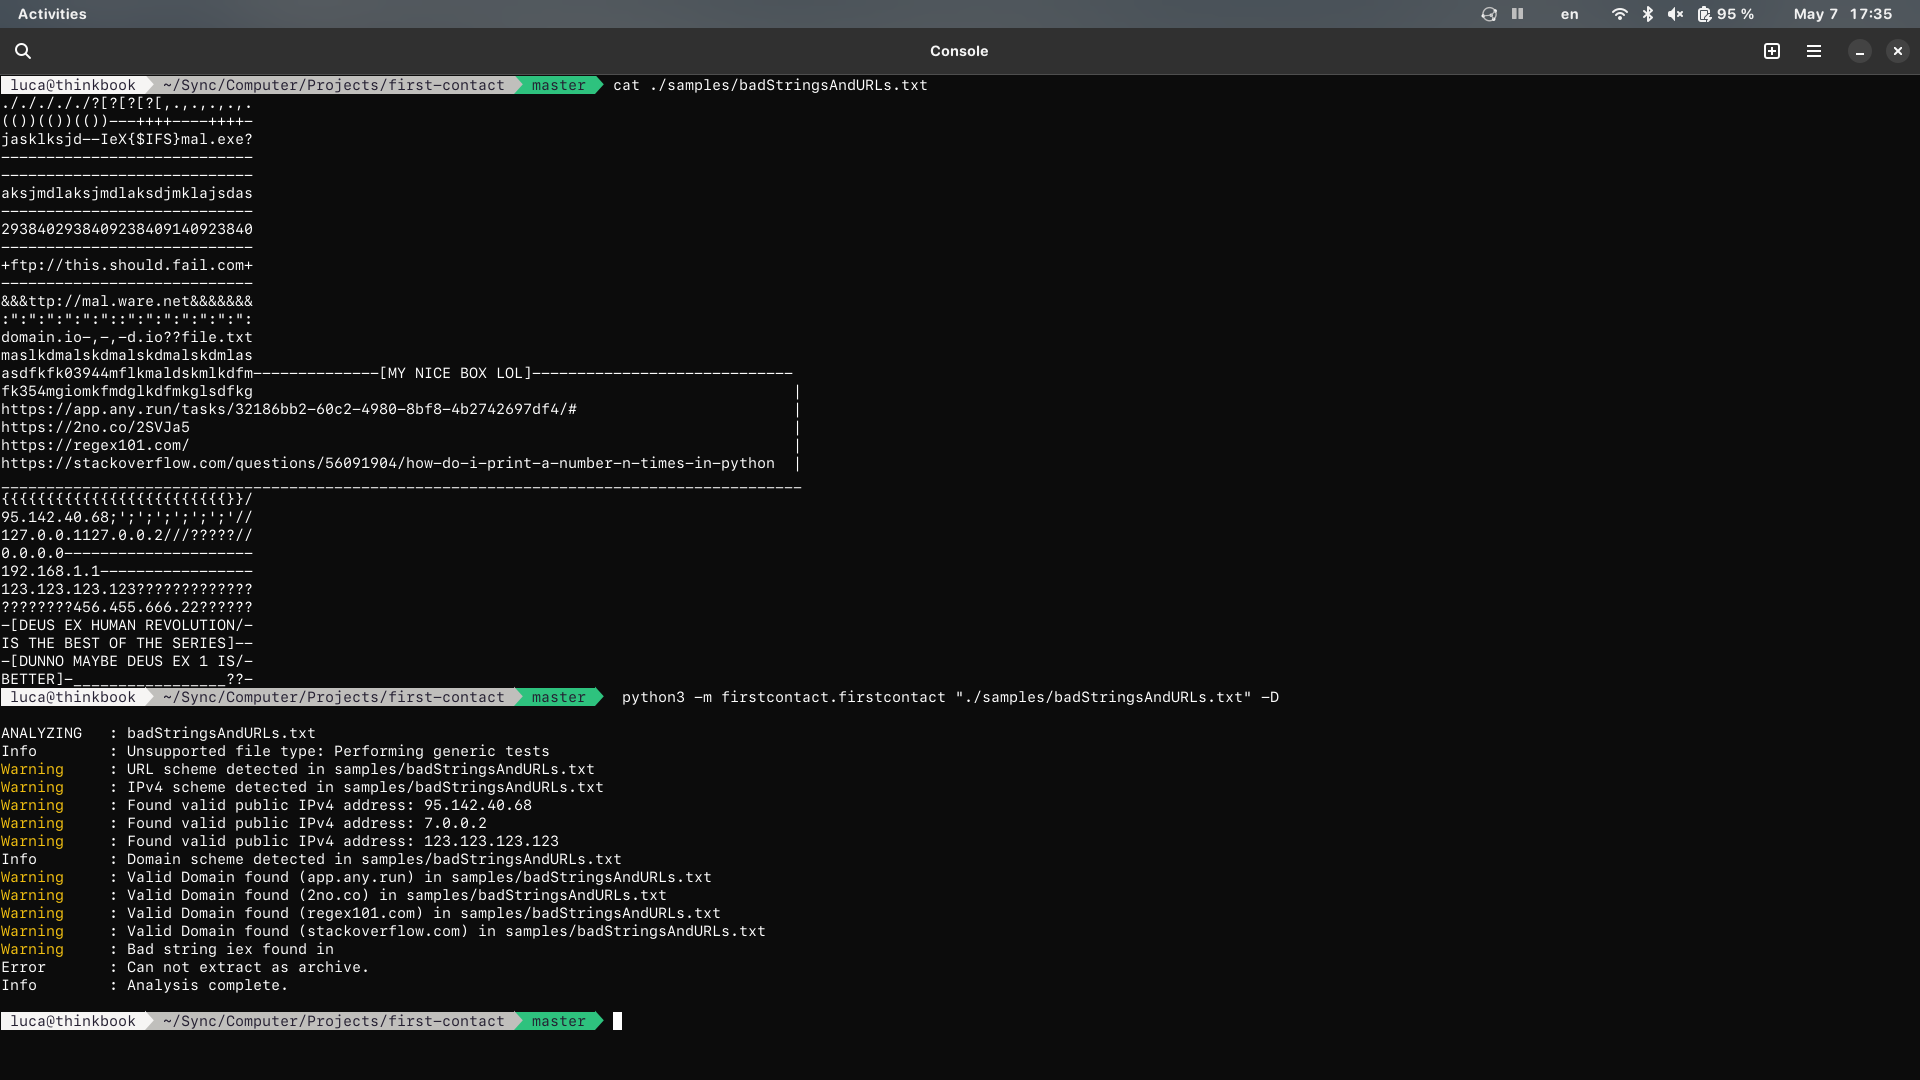 Activities en 95 % May 7 17:35
Console
luca@thinkbook ~/Sync/Computer/Projects/first-contact master cat ./samples/badStringsAndURLs.txt
././././././?[?[?[?[,.,.,.,.,.
(())(())(())---++++----++++-
jasklksjd--IeX{$IFS}mal.exe?
----------------------------
----------------------------
aksjmdlaksjmdlaksdjmklajsdas
----------------------------
2938402938409238409140923840
----------------------------
+ftp://this.should.fail.com+
----------------------------
&&&ttp://mal.ware.net&&&&&&&
:":":":":":"::":":":":":":":
domain.io-,-,-d.io??file.txt
maslkdmalskdmalskdmalskdmlas
asdfkfk03944mflkmaldskmlkdfm--------------[MY NICE BOX LOL]-----------------------------
fk354mgiomkfmdglkdfmkglsdfkg |
https://app.any.run/tasks/32186bb2-60c2-4980-8bf8-4b2742697df4/# |
https://2no.co/2SVJa5 |
https://regex101.com/ |
https://stackoverflow.com/questions/56091904/how-do-i-print-a-number-n-times-in-python |
_________________________________________________________________________________________
{{{{{{{{{{{{{{{{{{{{{{{{{}}/
95.142.40.68;';';';';';';'//
127.0.0.1127.0.0.2///?????//
0.0.0.0---------------------
192.168.1.1-----------------
123.123.123.123?????????????
????????456.455.666.22??????
-[DEUS EX HUMAN REVOLUTION/-
IS THE BEST OF THE SERIES]--
-[DUNNO MAYBE DEUS EX 1 IS/-
BETTER]-_________________??-
luca@thinkbook ~/Sync/Computer/Projects/first-contact master python3 -m firstcontact.firstcontact "./samples/badStringsAndURLs.txt" -D
ANALYZING : badStringsAndURLs.txt
Info : Unsupported file type: Performing generic tests
Warning : URL scheme detected in samples/badStringsAndURLs.txt
Warning : IPv4 scheme detected in samples/badStringsAndURLs.txt
Warning : Found valid public IPv4 address: 95.142.40.68
Warning : Found valid public IPv4 address: 7.0.0.2
Warning : Found valid public IPv4 address: 123.123.123.123
Info : Domain scheme detected in samples/badStringsAndURLs.txt
Warning : Valid Domain found (app.any.run) in samples/badStringsAndURLs.txt
Warning : Valid Domain found (2no.co) in samples/badStringsAndURLs.txt
Warning : Valid Domain found (regex101.com) in samples/badStringsAndURLs.txt
Warning : Valid Domain found (stackoverflow.com) in samples/badStringsAndURLs.txt
Warning : Bad string iex found in
Error : Can not extract as archive.
Info : Analysis complete.
luca@thinkbook ~/Sync/Computer/Projects/first-contact master